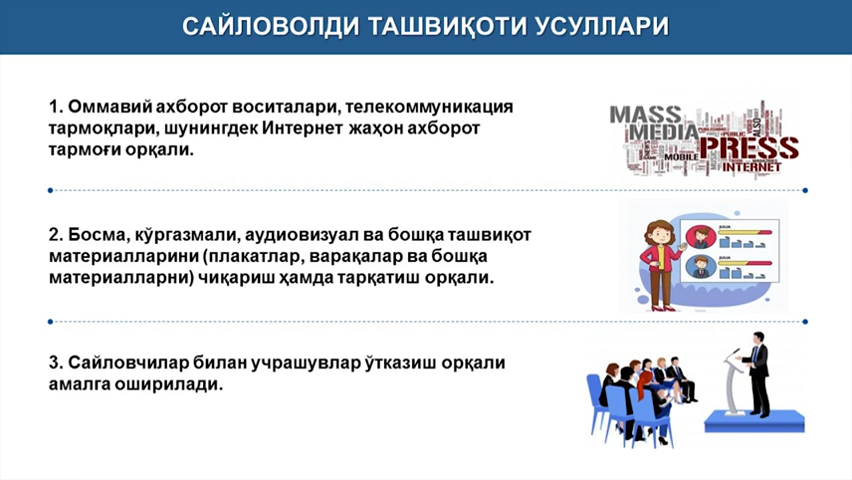 САЙЛОВОЛДИ ТАШВИҚОТИ УСУЛЛАРИ
1. Оммавий ахборот воситалари, телекоммуникация
тармоқлари, шунингдек Интернет жаҳон ахборот
тармоғи орқали.
MASS
MEDIA
PRESS
MOBILE
INTERNET
ALSO
2. Босма, кўргазмали, аудиовизуал ва бошқа ташвиқот
материалларини (плакатлар, варақалар ва бошқа
материалларни) чиқариш ҳамда тарқатиш орқали.
3. Сайловчилар билан учрашувлар ўтказиш орқали
амалга оширилади.